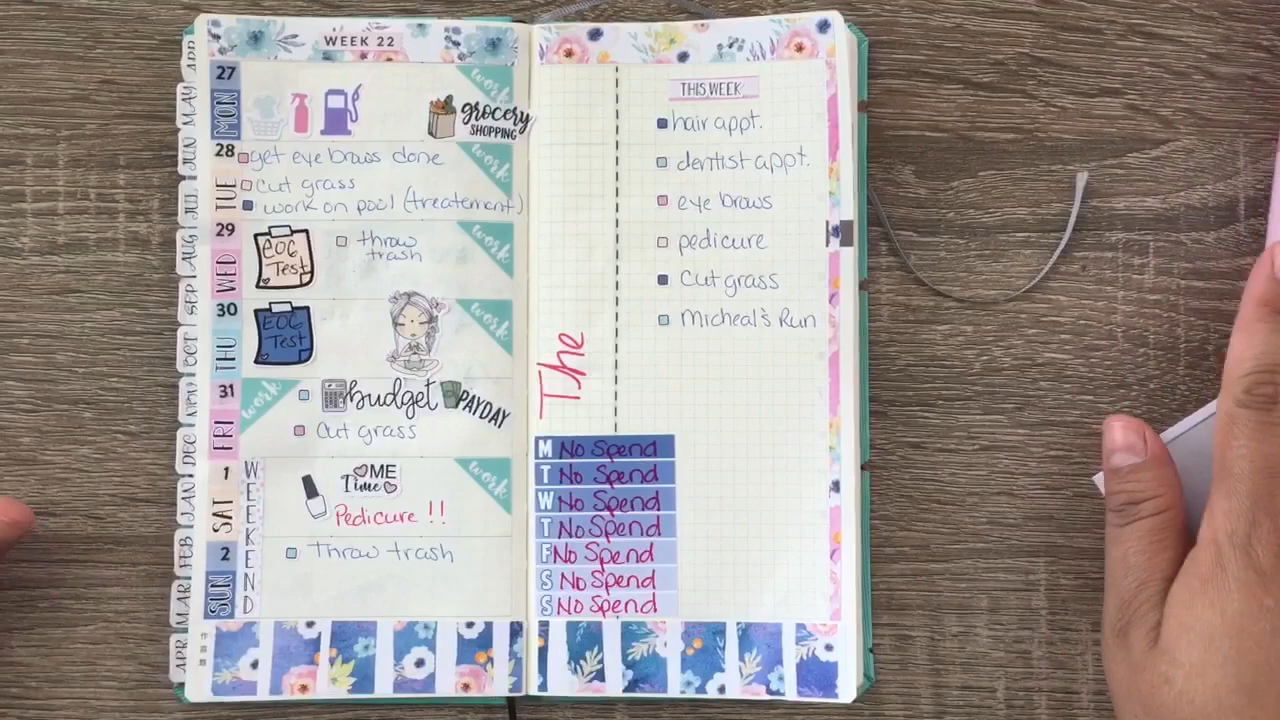 WEEK 22
27
MON
work
grocery
SHOPPING
28
TUE
get eye brows done
cut grass
work on pool (treatement)
work
29
WED
EOC
Test
throw
trash
work
30
THU
EOC
Test
work
31
FRI
work
budget
PAYDAY
Cut grass
1
SAT
ME
Time
Pedicure !!
work
2
SUN
Throw trash
WEEKEND
THIS WEEK
hair appt.
dentist appt.
eye brows
pedicure
Cut grass
Micheal's Run
The
M No Spend
T No Spend
W No Spend
T No Spend
F No Spend
S No Spend
S No Spend
APR
MAY
JUN
JUL
AUG
SEP
OCT
NOV
DEC
JAN
FEB
MAR
APR